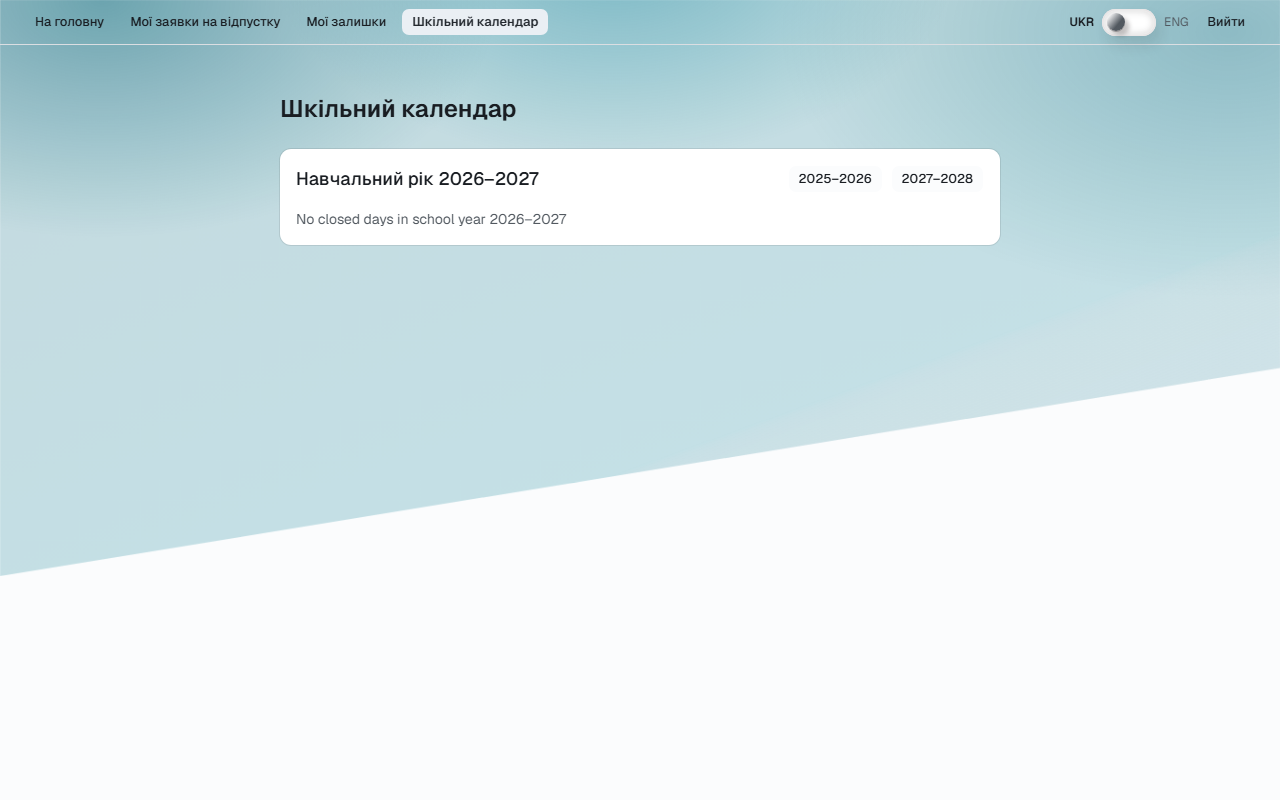 На головну Мої заявки на відпустку Мої залишки Шкільний календар UKR ENG Вийти
Шкільний календар
Навчальний рік 2026–2027 2025–2026 2027–2028
No closed days in school year 2026–2027